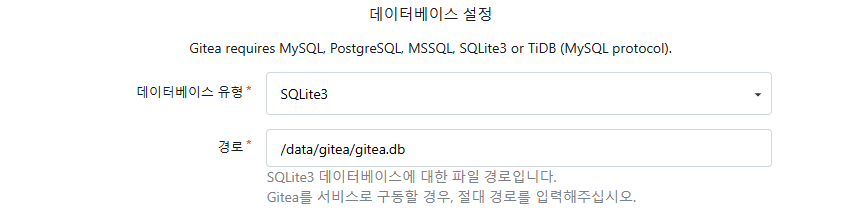 데이터베이스 설정
Gitea requires MySQL, PostgreSQL, MSSQL, SQLite3 or TiDB (MySQL protocol).
데이터베이스 유형* SQLite3
경로* /data/gitea/gitea.db
SQLite3 데이터베이스에 대한 파일 경로입니다.
Gitea를 서비스로 구동할 경우, 절대 경로를 입력해주십시오.